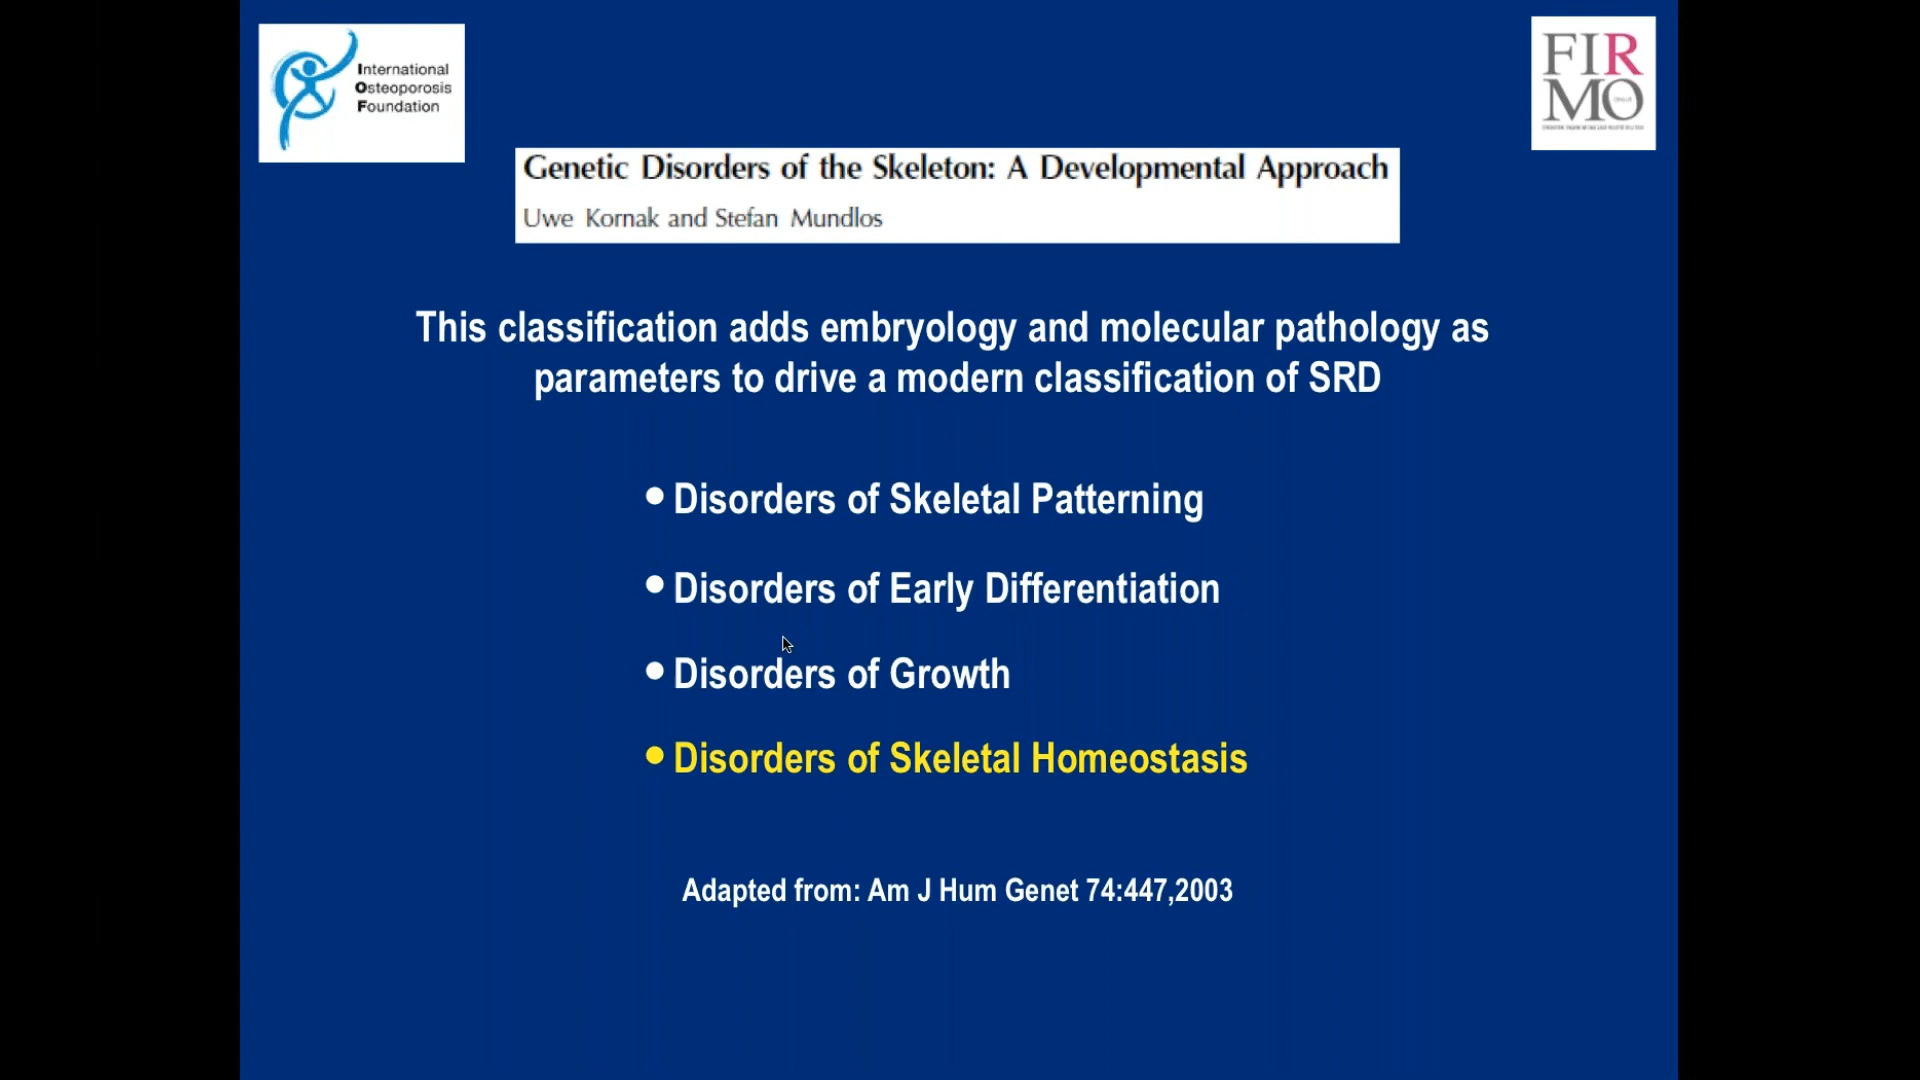 International
Osteoporosis
Foundation
FIR
MO
Genetic Disorders of the Skeleton: A Developmental Approach
Uwe Kornak and Stefan Mundlos
This classification adds embryology and molecular pathology as
parameters to drive a modern classification of SRD
• Disorders of Skeletal Patterning
• Disorders of Early Differentiation
• Disorders of Growth
• Disorders of Skeletal Homeostasis
Adapted from: Am J Hum Genet 74:447,2003